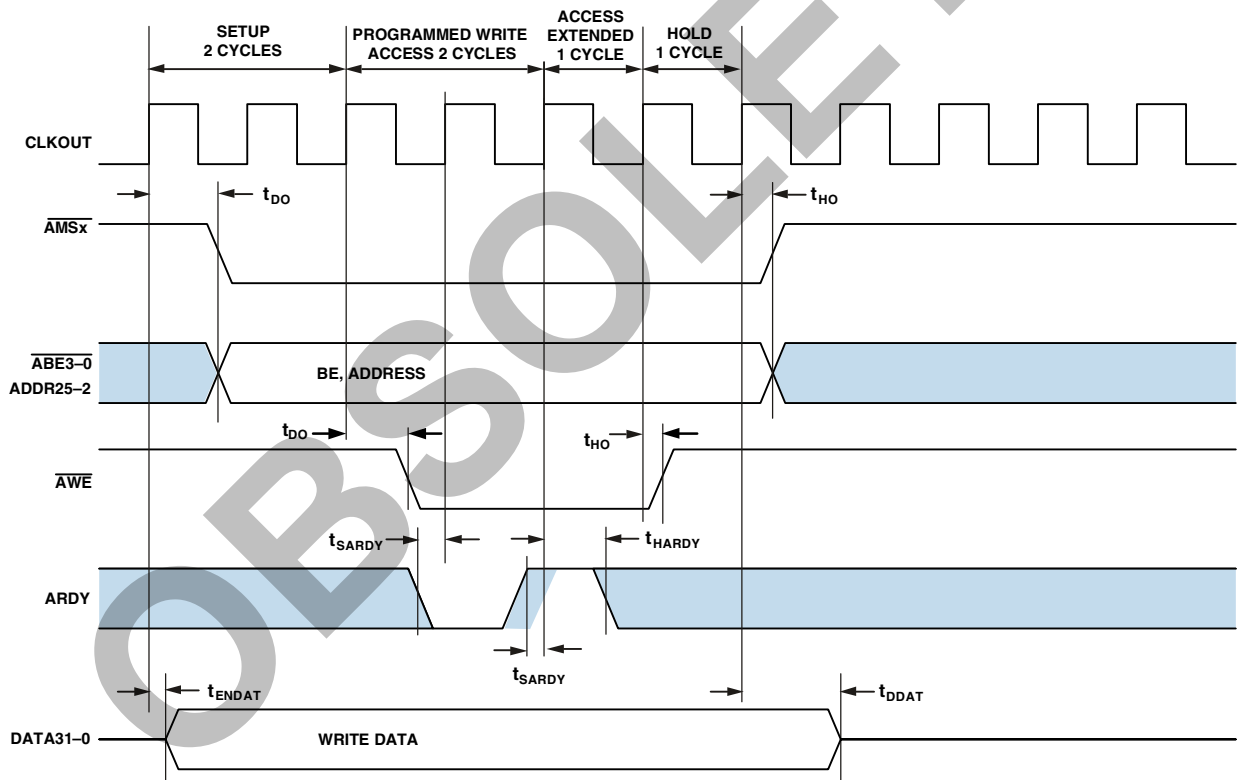 SETUP
2 CYCLES
PROGRAMMED WRITE
ACCESS 2 CYCLES
ACCESS
EXTENDED
1 CYCLE
HOLD
1 CYCLE
CLKOUT
tDO
tHO
AMSx
ABE3–0
ADDR25–2
BE, ADDRESS
tDO
tHO
AWE
tSARDY
tHARDY
ARDY
tSARDY
tENDAT
tDDAT
DATA31–0
WRITE DATA